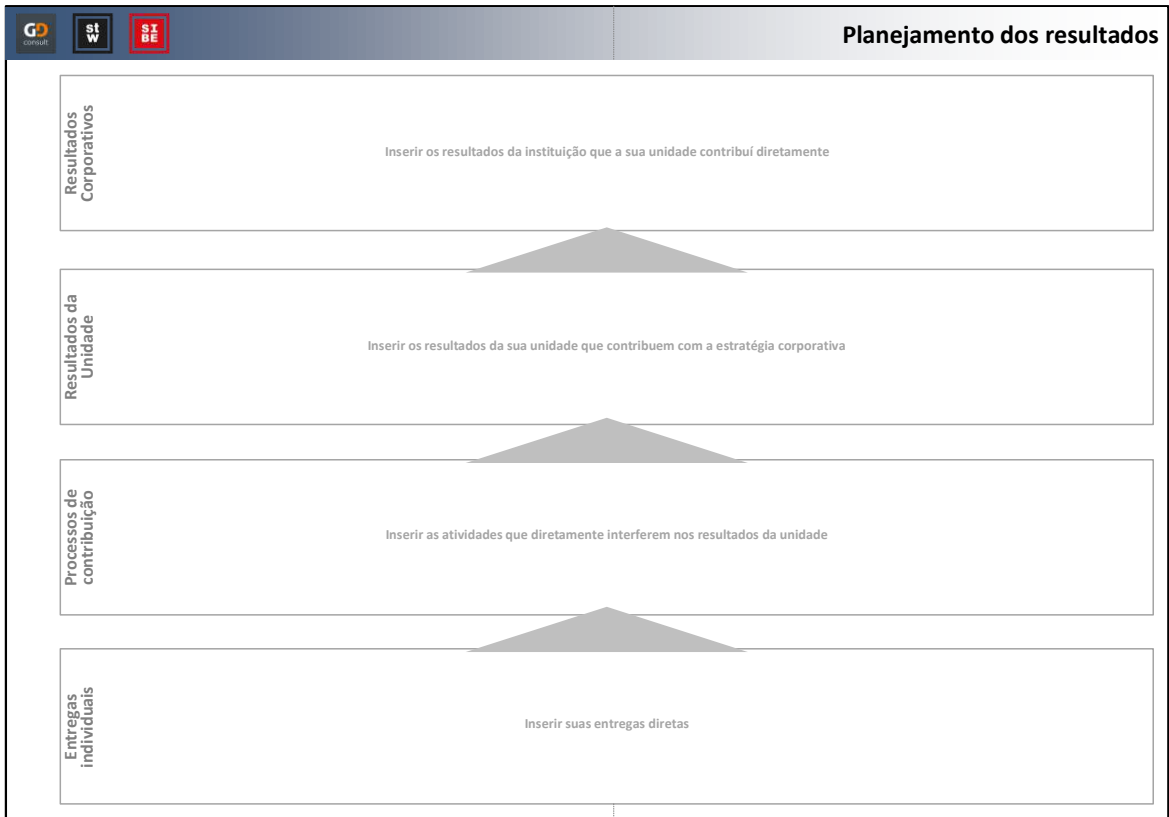 GD
consult
st
W
SI
BE
Planejamento dos resultados
Resultados
Corporativos
Inserir os resultados da instituição que a sua unidade contribuí diretamente
Resultados da
Unidade
Inserir os resultados da sua unidade que contribuem com a estratégia corporativa
Processos de
contribuição
Inserir as atividades que diretamente interferem nos resultados da unidade
Entregas
individuais
Inserir suas entregas diretas